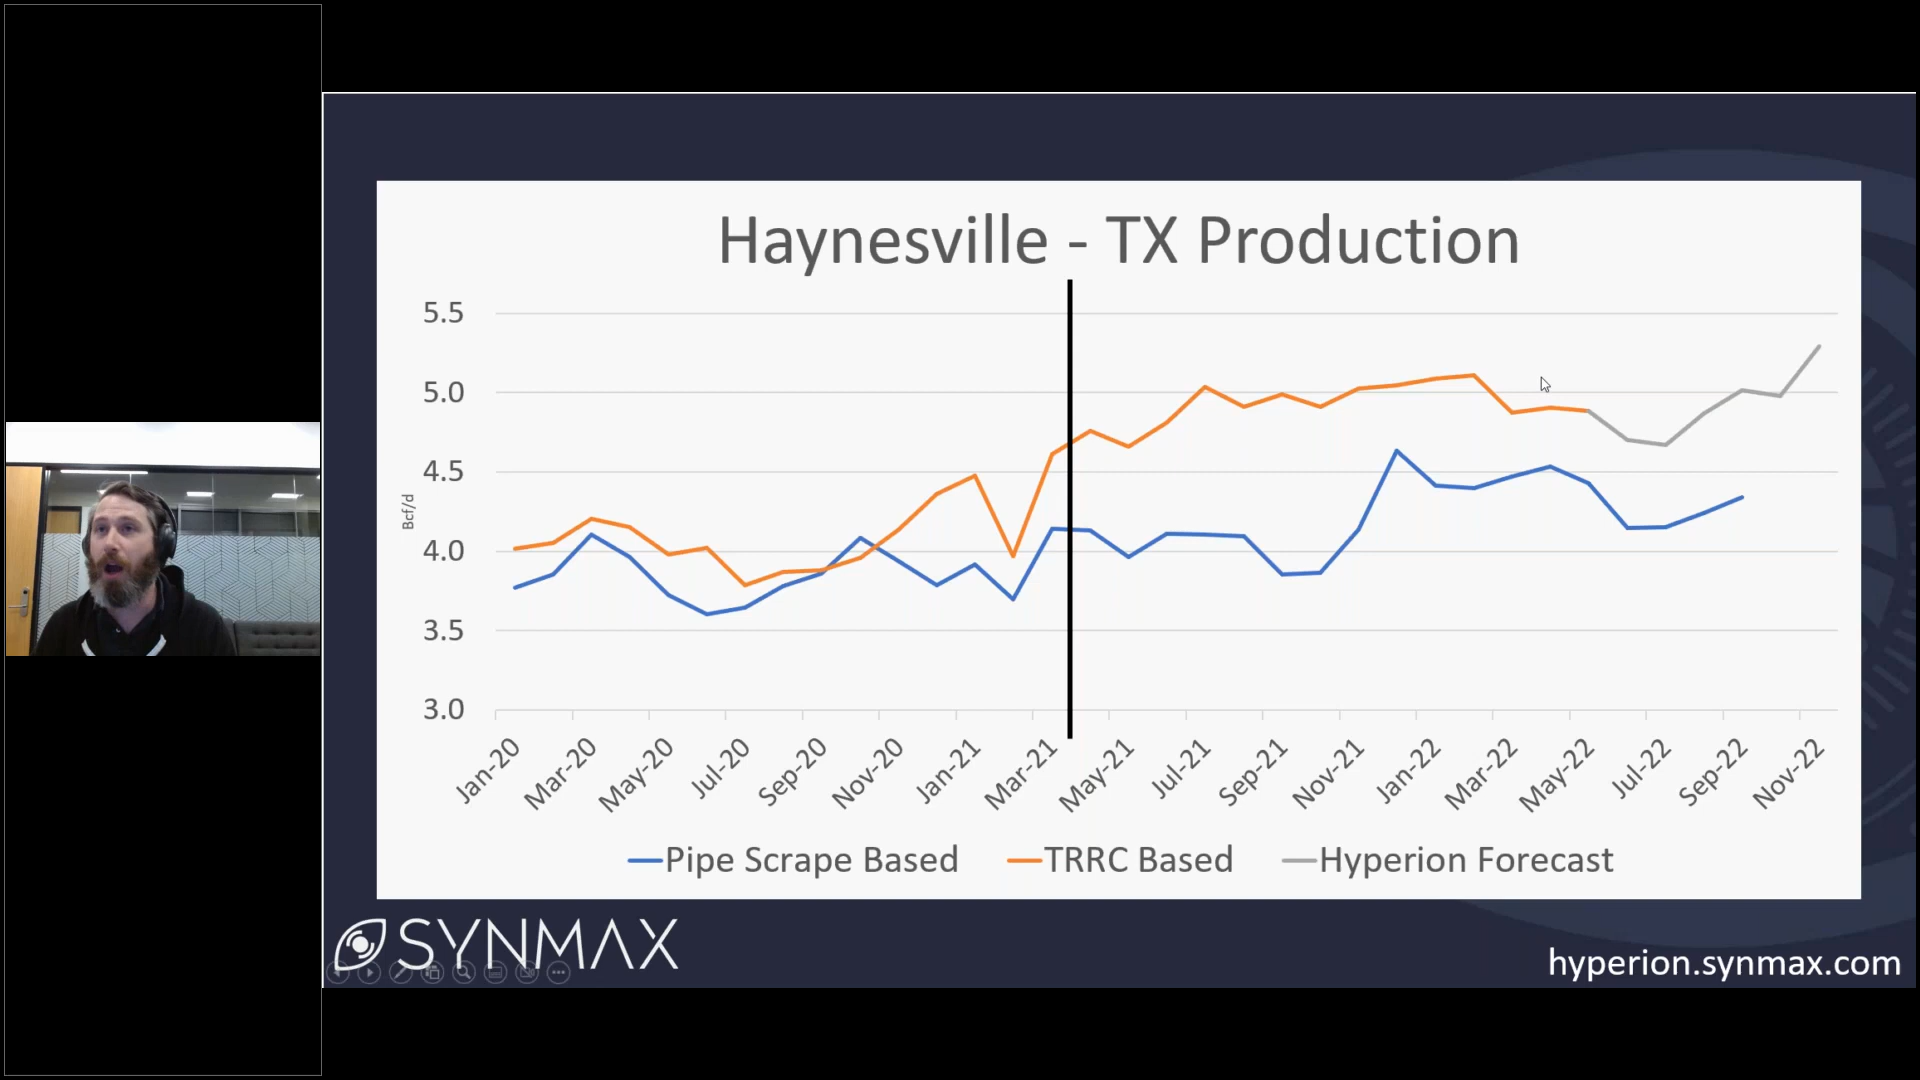 Haynesville - TX Production
5.5
5.0
4.5
4.0
3.5
3.0
Bcf/d
Jan-20
Mar-20
May-20
Jul-20
Sep-20
Nov-20
Jan-21
Mar-21
May-21
Jul-21
Sep-21
Nov-21
Jan-22
Mar-22
May-22
Jul-22
Sep-22
Nov-22
Pipe Scrape Based
TRRC Based
Hyperion Forecast
SYNMAX
hyperion.synmax.com